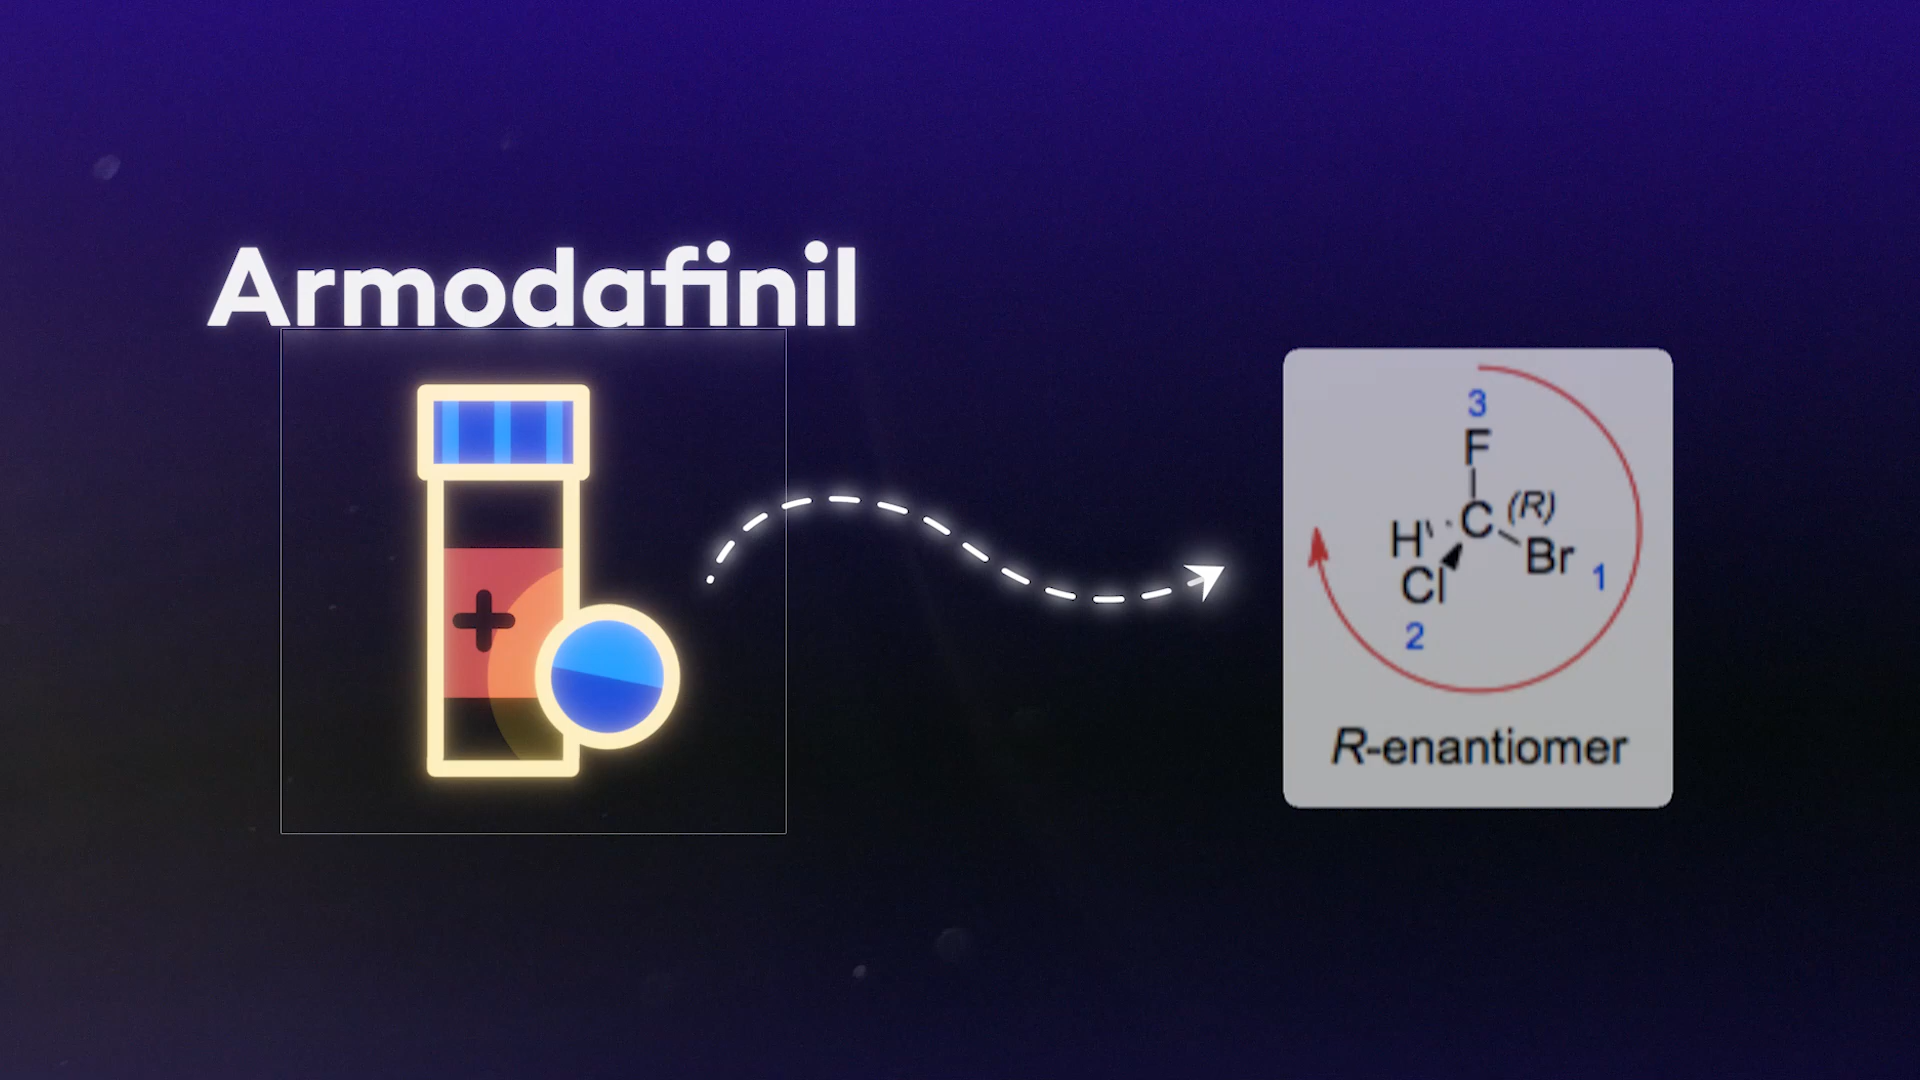 Armodafinil
3
F
C (R)
H
Br 1
Cl
2
R-enantiomer